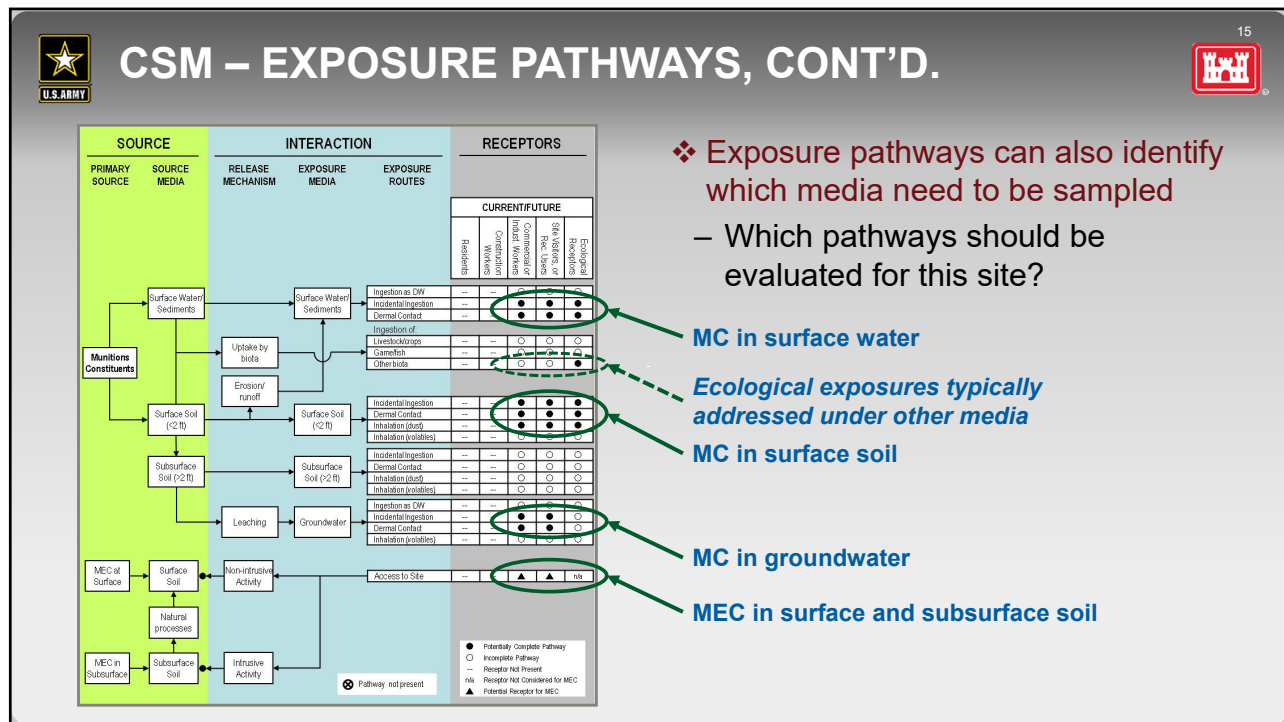 15
U.S.ARMY
CSM – EXPOSURE PATHWAYS, CONT’D.
SOURCE
INTERACTION
RECEPTORS
PRIMARY
SOURCE
SOURCE
MEDIA
RELEASE
MECHANISM
EXPOSURE
MEDIA
EXPOSURE
ROUTES
CURRENT/FUTURE
Residents
Construction
Workers
Commercial or
Indust. Workers
Site Visitors, or
Rec. Users
Ecological
Receptors
Surface Water/
Sediments
Surface Water/
Sediments
Ingestion as DW
Incidental Ingestion
Dermal Contact
-- -- ○ ○ ○
-- -- ● ● ●
-- -- ● ● ●
Munitions
Constituents
Uptake by
biota
Ingestion of:
Livestock/crops
Game/fish
Other biota
-- -- ○ ○ ○
-- -- ○ ○ ○
-- -- ○ ○ ●
Erosion/
runoff
Surface Soil
(<2 ft)
Surface Soil
(<2 ft)
Incidental Ingestion
Dermal Contact
Inhalation (dust)
Inhalation (volatiles)
-- -- ● ● ●
-- -- ● ● ●
-- -- ● ● ●
-- -- ○ ○ ○
Subsurface
Soil (>2 ft)
Subsurface
Soil (>2 ft)
Incidental Ingestion
Dermal Contact
Inhalation (dust)
Inhalation (volatiles)
-- -- ○ ○ ○
-- -- ○ ○ ○
-- -- ○ ○ ○
-- -- ○ ○ ○
Leaching
Groundwater
Ingestion as DW
Incidental Ingestion
Dermal Contact
Inhalation (volatiles)
-- -- ○ ○ ○
-- -- ● ● ○
-- -- ● ● ○
-- -- ○ ○ ○
MEC at
Surface
Surface
Soil
Non-intrusive
Activity
Access to Site
-- -- ▲ ▲ n/a
Natural
processes
MEC in
Subsurface
Subsurface
Soil
Intrusive
Activity
⊗ Pathway not present
● Potentially Complete Pathway
○ Incomplete Pathway
-- Receptor Not Present
n/a Receptor Not Considered for MEC
▲ Potential Receptor for MEC
❖ Exposure pathways can also identify
which media need to be sampled
– Which pathways should be
evaluated for this site?
MC in surface water
Ecological exposures typically
addressed under other media
MC in surface soil
MC in groundwater
MEC in surface and subsurface soil